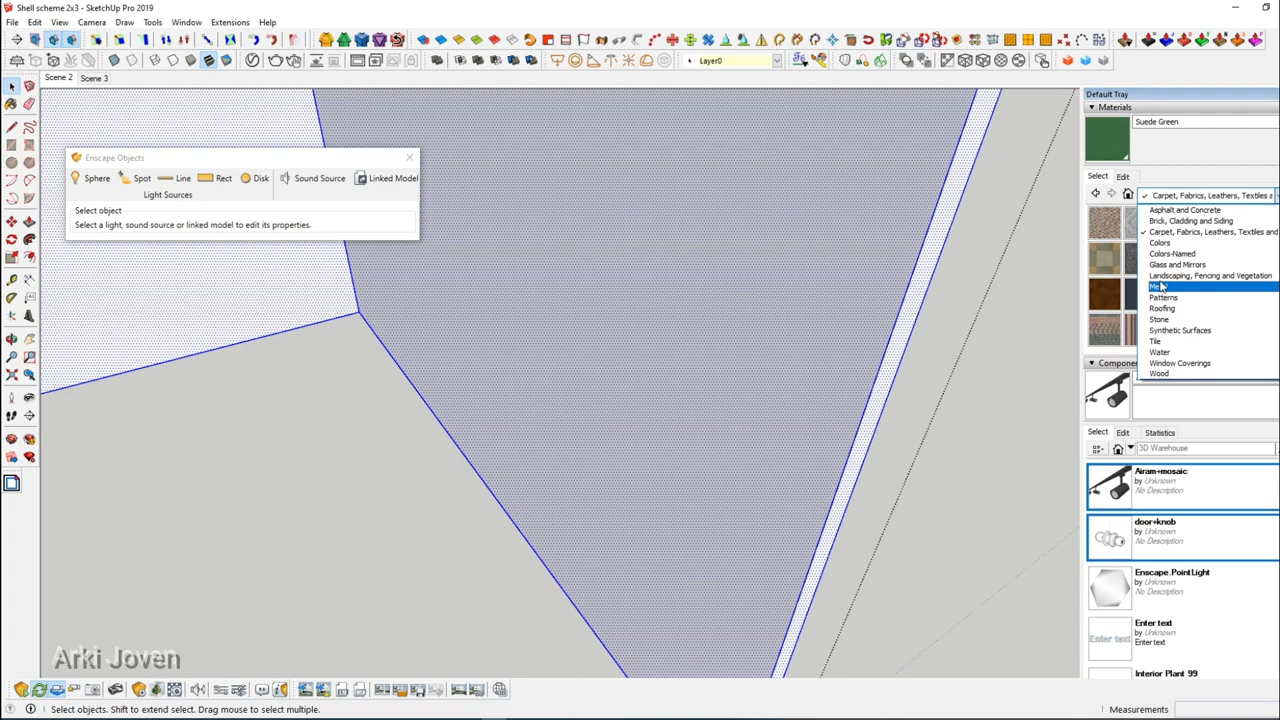 Shell scheme 2x3 - SketchUp Pro 2019
File Edit View Camera Draw Tools Window Extensions Help
Layer0
Scene 2 Scene 3
Default Tray
Materials
Suede Green
Select Edit
Carpet, Fabrics, Leathers, Textiles a
Asphalt and Concrete
Brick, Cladding and Siding
Carpet, Fabrics, Leathers, Textiles and
Colors
Colors-Named
Glass and Mirrors
Landscaping, Fencing and Vegetation
Patterns
Roofing
Stone
Synthetic Surfaces
Tile
Water
Window Coverings
Wood
Enscape Objects
Sphere Spot Line Rect Disk Sound Source Linked Model
Light Sources
Select object
Select a light, sound source or linked model to edit its properties.
Select Edit Statistics
3D Warehouse
Airam+mosaic
by Unknown
No Description
door+knob
by Unknown
No Description
Enscape.PointLight
by Unknown
No Description
Enter text
by Unknown
Enter text
Enter text
Interior Plant 99
Arki Joven
Select objects. Shift to extend select. Drag mouse to select multiple.
Measurements